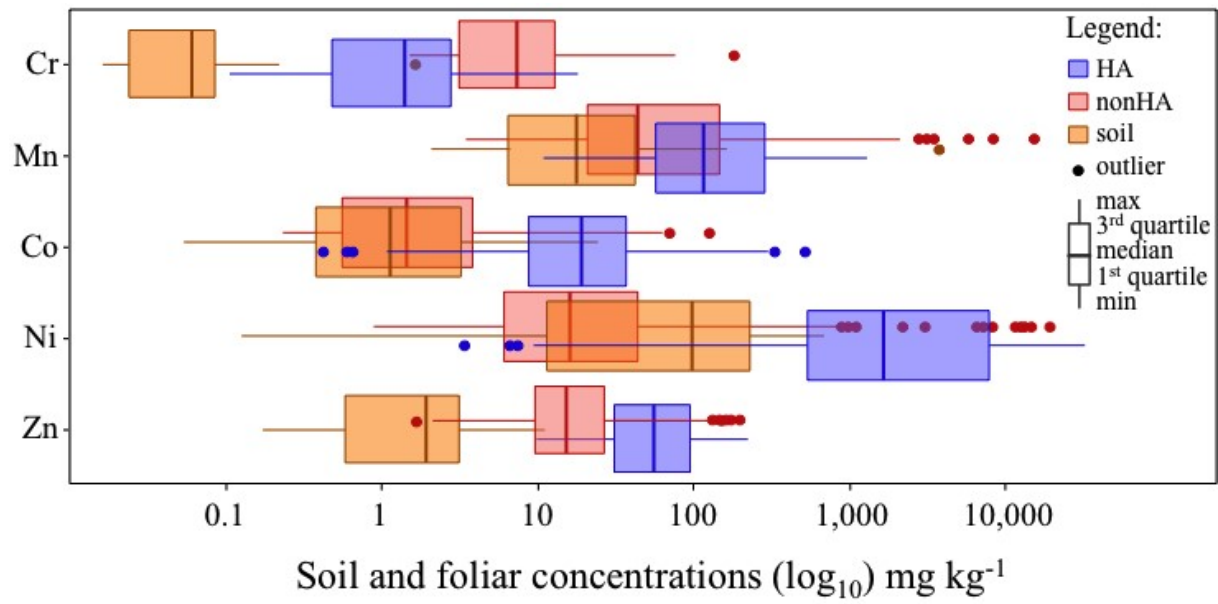 Legend:
HA
nonHA
soil
outlier
max
3rd quartile
median
1st quartile
min
Cr
Mn
Co
Ni
Zn
0.1 1 10 100 1,000 10,000
Soil and foliar concentrations (log10) mg kg-1